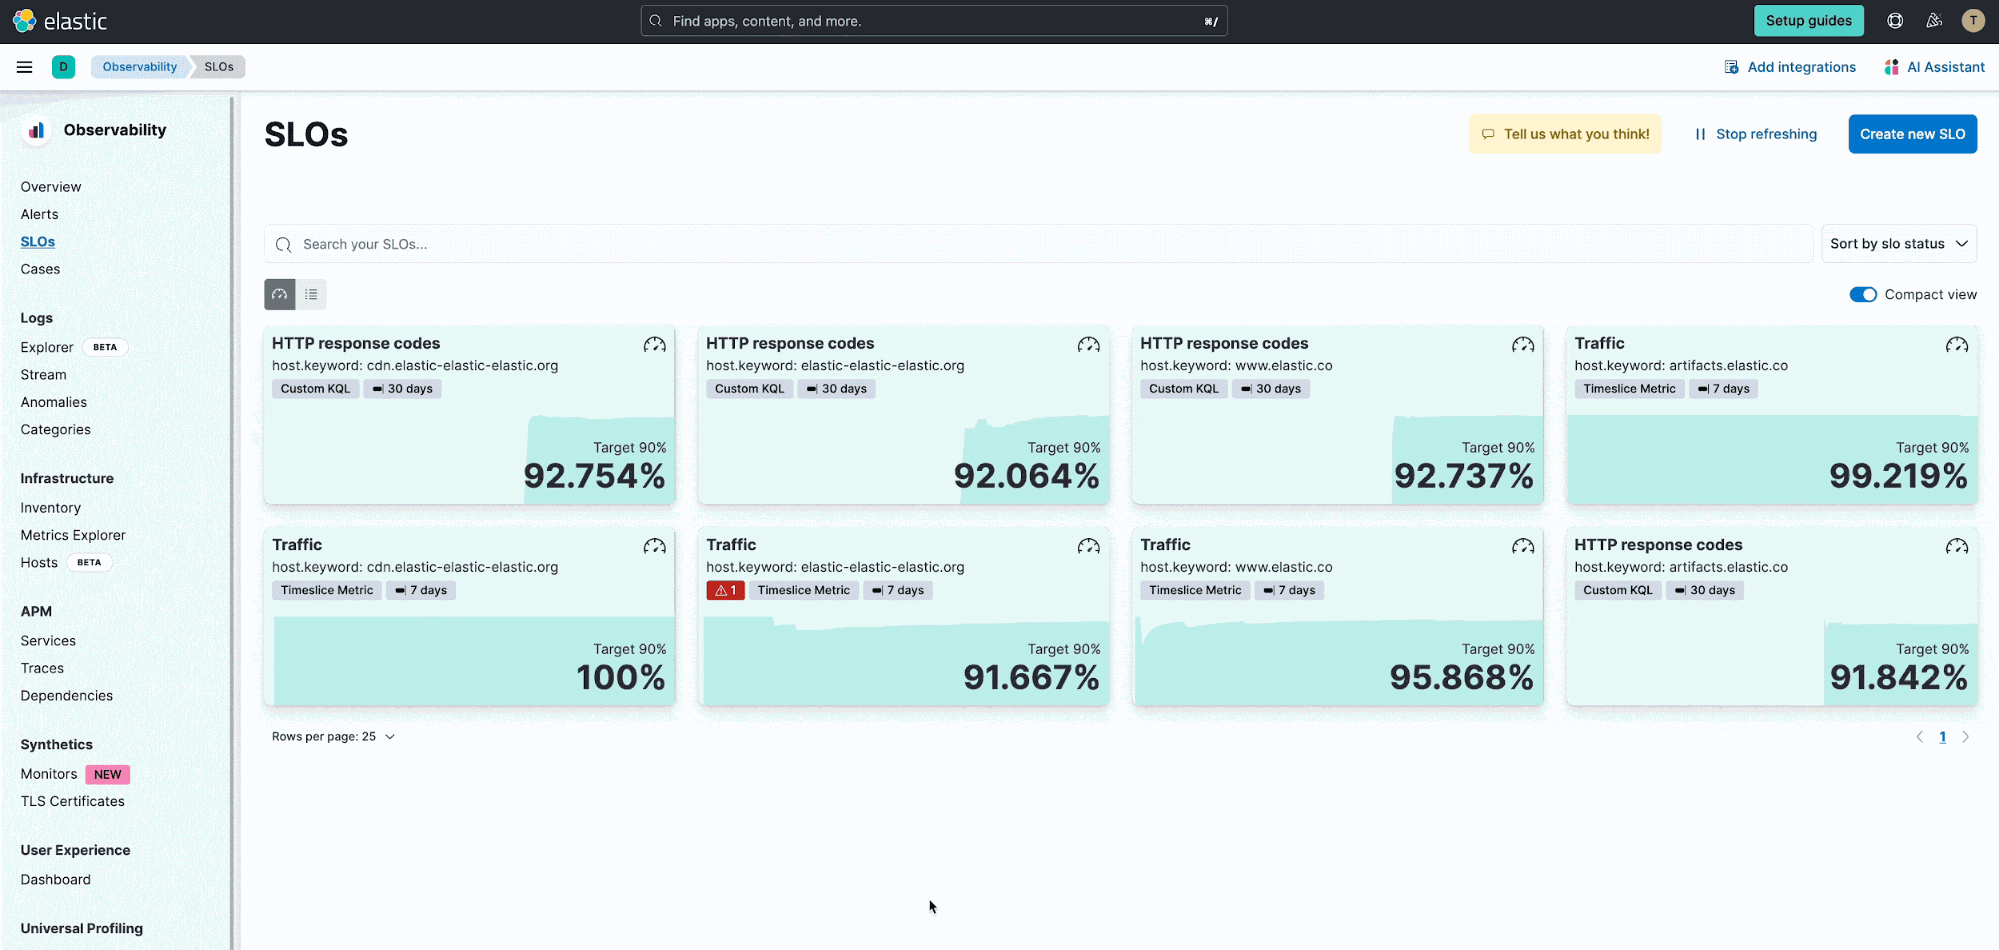 elastic
Find apps, content, and more.
⌘/
Setup guides
T
D
Observability
SLOs
Add integrations
AI Assistant
Observability
Overview
Alerts
SLOs
Cases
Logs
Explorer BETA
Stream
Anomalies
Categories
Infrastructure
Inventory
Metrics Explorer
Hosts BETA
APM
Services
Traces
Dependencies
Synthetics
Monitors NEW
TLS Certificates
User Experience
Dashboard
Universal Profiling
SLOs
Tell us what you think!
Stop refreshing
Create new SLO
Search your SLOs...
Sort by slo status
Compact view
HTTP response codes
host.keyword: cdn.elastic-elastic-elastic.org
Custom KQL 30 days
Target 90%
92.754%
HTTP response codes
host.keyword: elastic-elastic-elastic.org
Custom KQL 30 days
Target 90%
92.064%
HTTP response codes
host.keyword: www.elastic.co
Custom KQL 30 days
Target 90%
92.737%
Traffic
host.keyword: artifacts.elastic.co
Timeslice Metric 7 days
Target 90%
99.219%
Traffic
host.keyword: cdn.elastic-elastic-elastic.org
Timeslice Metric 7 days
Target 90%
100%
Traffic
host.keyword: elastic-elastic-elastic.org
1 Timeslice Metric 7 days
Target 90%
91.667%
Traffic
host.keyword: www.elastic.co
Timeslice Metric 7 days
Target 90%
95.868%
HTTP response codes
host.keyword: artifacts.elastic.co
Custom KQL 30 days
Target 90%
91.842%
Rows per page: 25
1